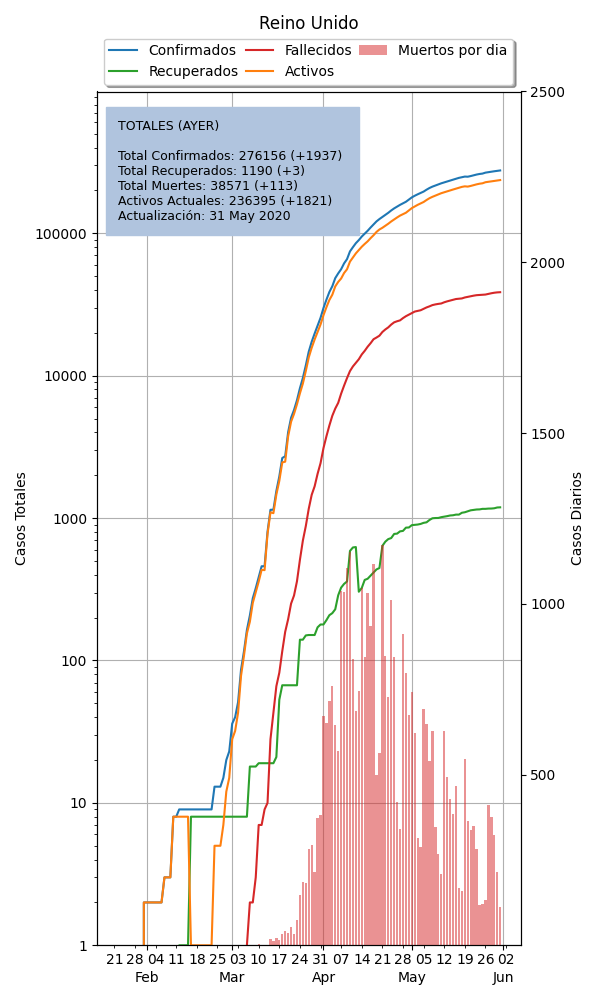 Reino Unido
Confirmados Fallecidos Muertos por dia
Recuperados Activos
TOTALES (AYER)
Total Confirmados: 276156 (+1937)
Total Recuperados: 1190 (+3)
Total Muertes: 38571 (+113)
Activos Actuales: 236395 (+1821)
Actualización: 31 May 2020
2500
100000
2000
10000
1500
Casos Totales
Casos Diarios
1000
1000
100
500
10
1
21 28 04 11 18 25 03 10 17 24 31 07 14 21 28 05 12 19 26 02
Feb Mar Apr May Jun